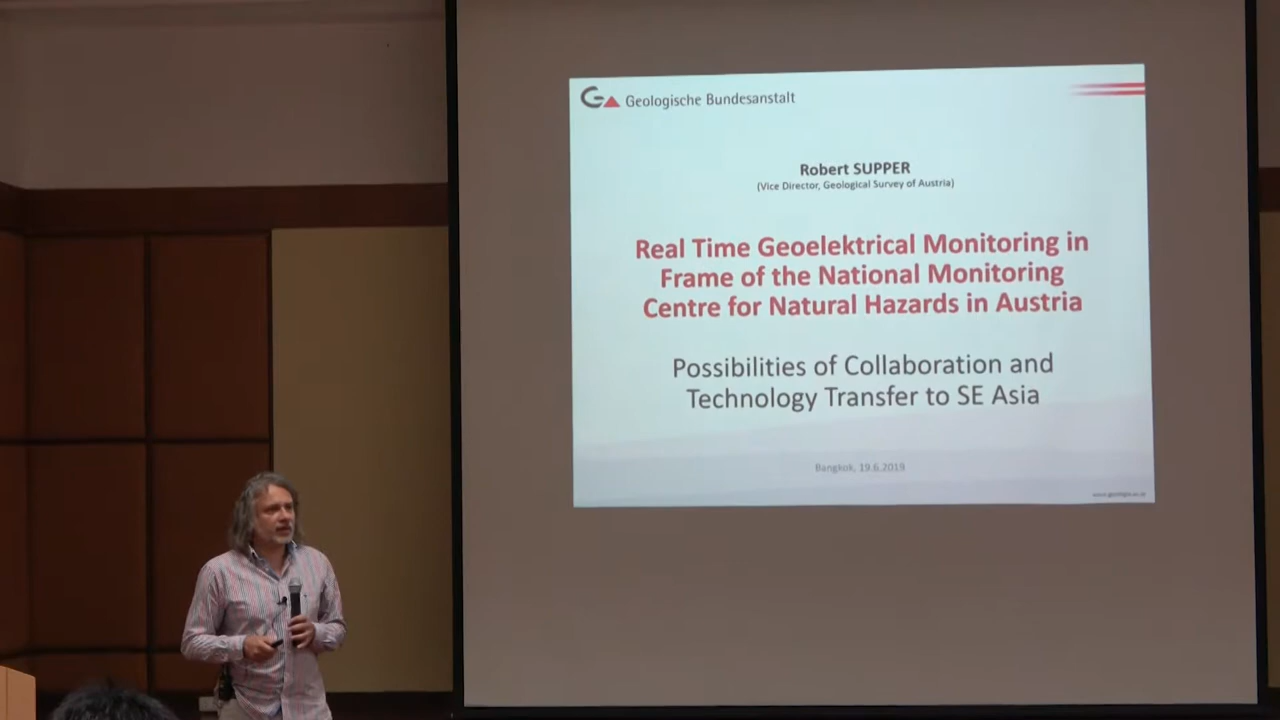 Geologische Bundesanstalt
Robert SUPPER
(Vice Director, Geological Survey of Austria)
Real Time Geoelektrical Monitoring in
Frame of the National Monitoring
Centre for Natural Hazards in Austria
Possibilities of Collaboration and
Technology Transfer to SE Asia
Bangkok, 19.6.2019